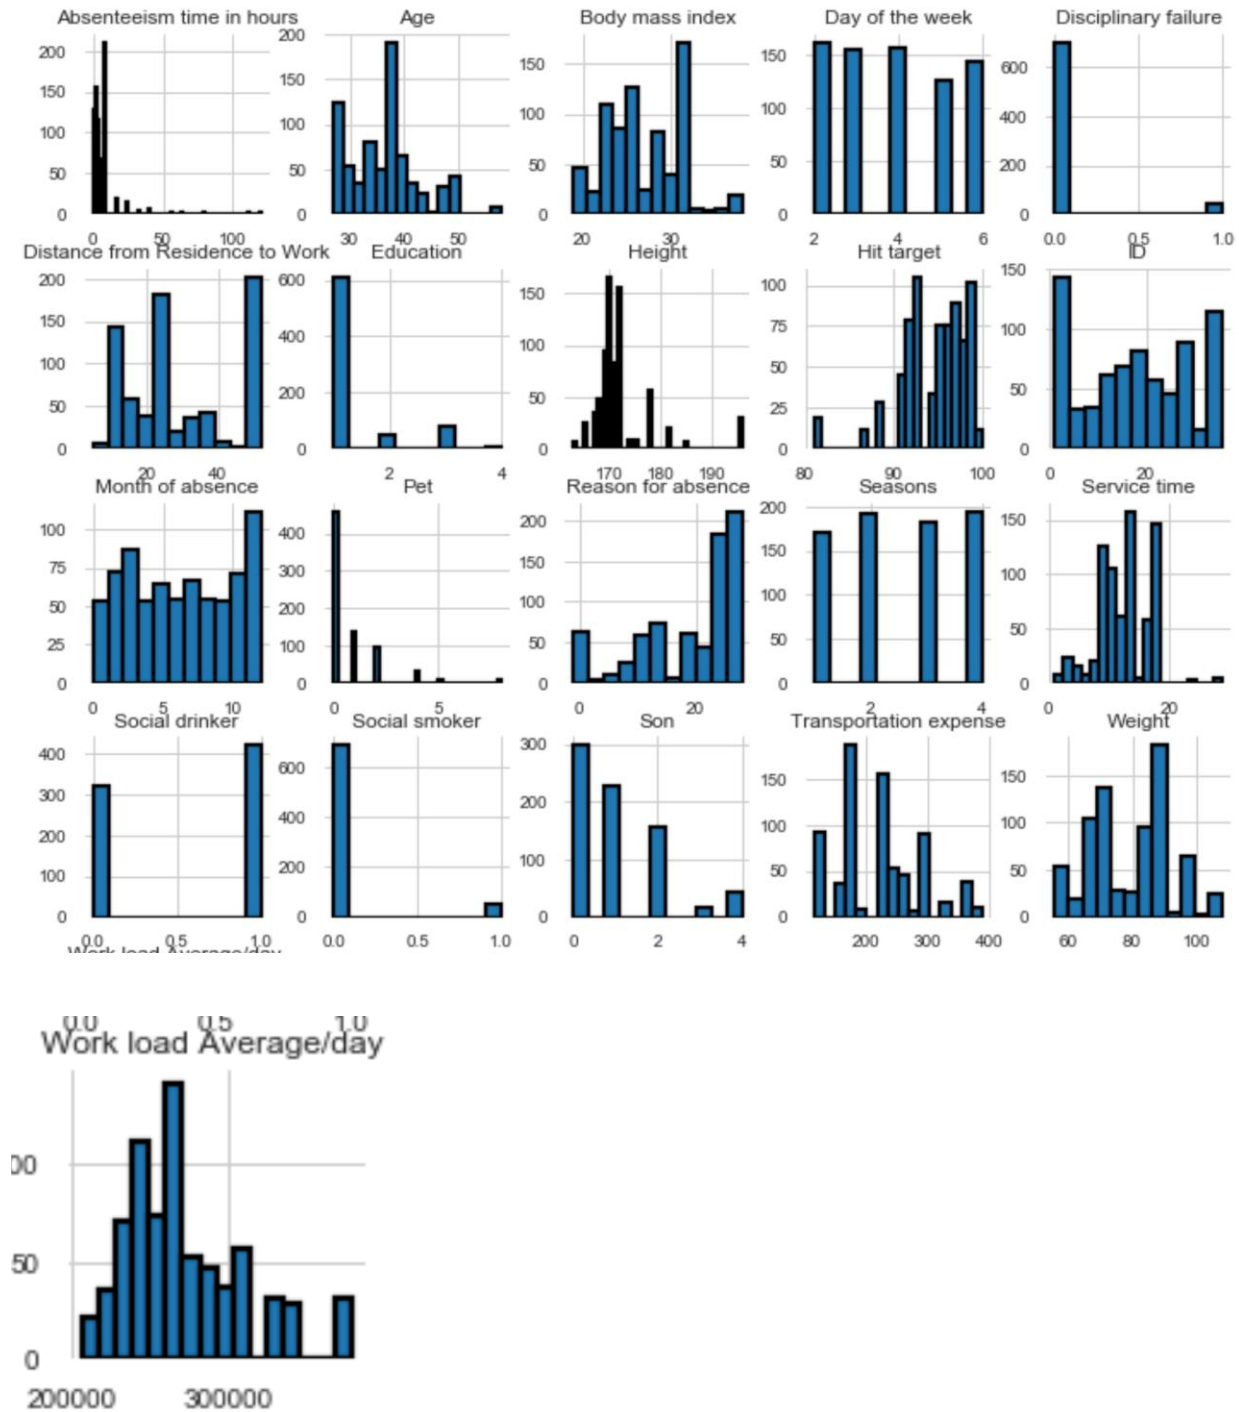 Absenteeism time in hours Age Body mass index Day of the week Disciplinary failure
200 200 150 150 600
150 150 100 100 400
100 100 50 50 200
50 50 0 0 0
0 0
0 50 100 30 40 50 20 30 2 4 6 0.0 0.5 1.0
Distance from Residence to Work Education Height Hit target ID
200 600 150 100 150
150 400 100 75 100
100 200 50 50 50
50 0 0 25 0
0 0
20 40 2 4 170 180 190 80 90 100 0 20
Month of absence Pet Reason for absence Seasons Service time
100 400 200 200 150
75 300 150 150 100
50 200 100 100 50
25 100 50 50 0
0 0 0 0
0 5 10 0 5 0 20 2 4 0 20
Social drinker Social smoker Son Transportation expense Weight
400 600 300 150 150
300 400 200 100 100
200 200 100 50 50
100 0 0 0 0
0
0.0 0.5 1.0 0.0 0.5 1.0 0 2 4 200 300 400 60 80 100
Work load Average/day
0.0 0.5 1.0
Work load Average/day
00
50
0
200000 300000